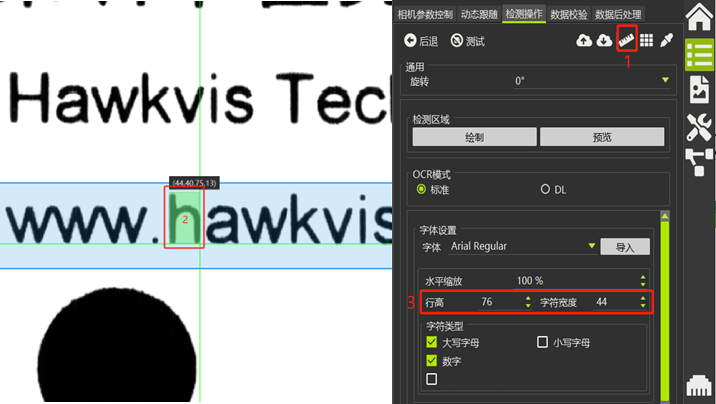 Hawkvis Tec
(44.40,75.13)
www.hawkvis
2
相机参数控制 动态跟随 检测操作 数据校验 数据后处理
后退 测试
1
通用
旋转 0°
检测区域
绘制 预览
OCR模式
标准 DL
字体设置
字体 Arial Regular 导入
水平缩放 100 %
3 行高 76 字符宽度 44
字符类型
大写字母 小写字母
数字